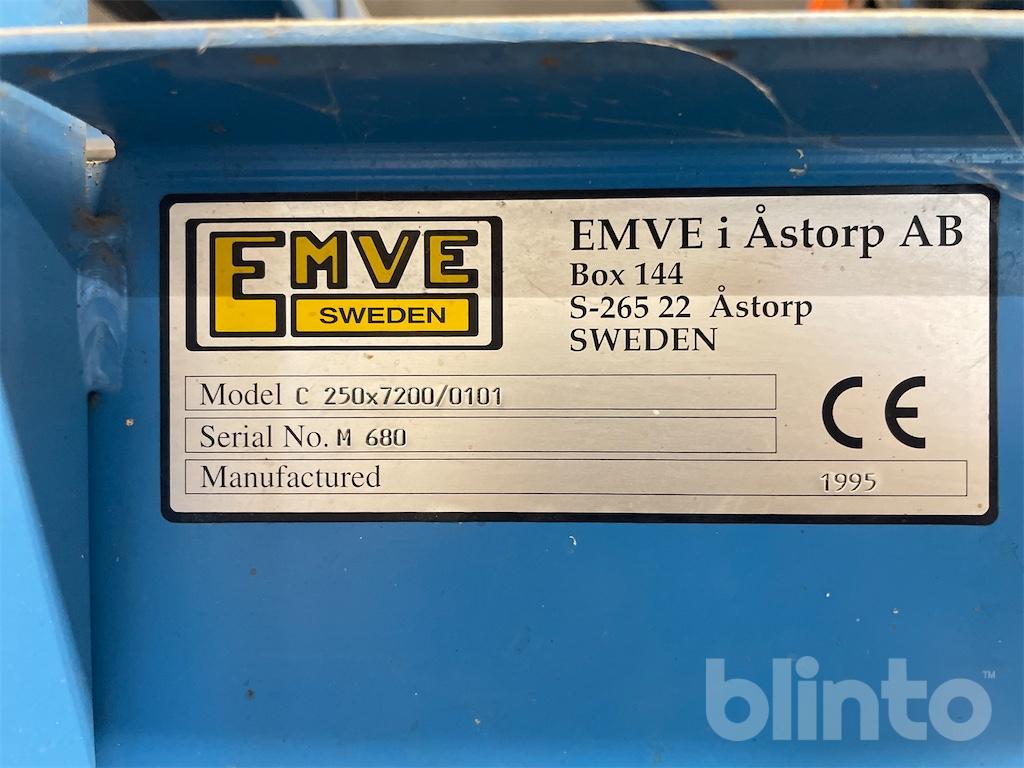 EMVE
SWEDEN
EMVE i Åstorp AB
Box 144
S-265 22 Åstorp
SWEDEN
Model C 250x7200/0101
Serial No. M 680
Manufactured 1995
CE
blinto™